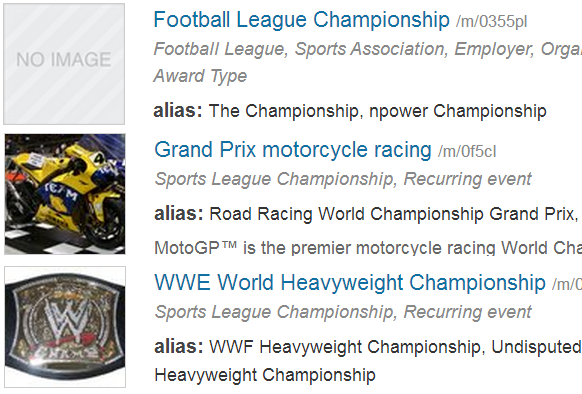 NO IMAGE
Football League Championship /m/0355pl
Football League, Sports Association, Employer, Orga
Award Type
alias: The Championship, npower Championship
Grand Prix motorcycle racing /m/0f5cl
Sports League Championship, Recurring event
alias: Road Racing World Championship Grand Prix,
MotoGP™ is the premier motorcycle racing World Cha
WWE World Heavyweight Championship /m/0
Sports League Championship, Recurring event
alias: WWF Heavyweight Championship, Undisputed
Heavyweight Championship